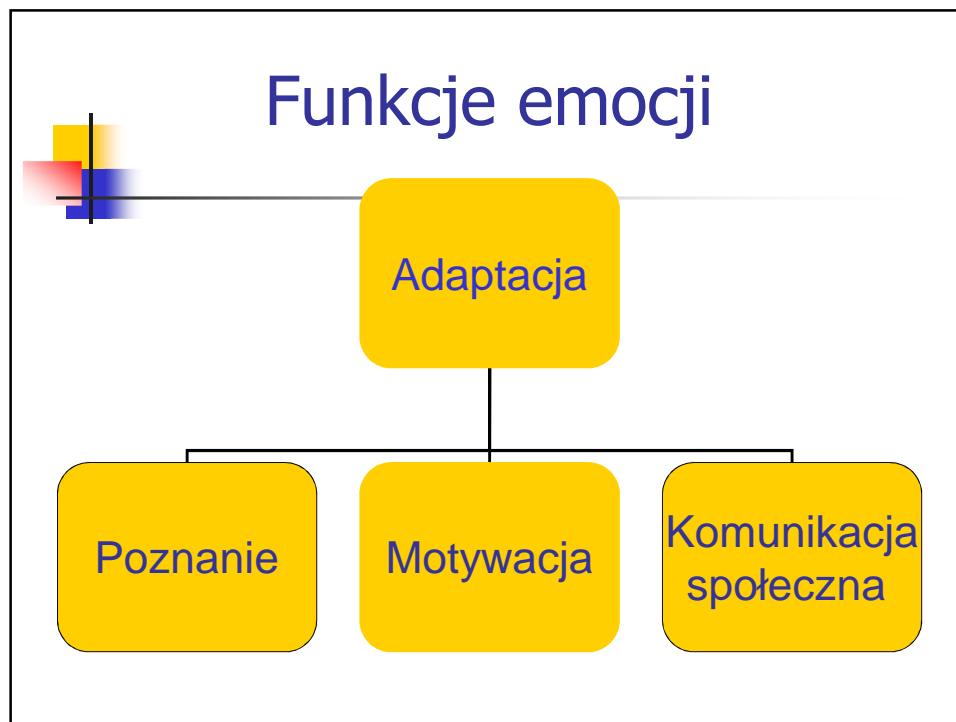 Funkcje emocji
Adaptacja
Poznanie
Motywacja
Komunikacja
społeczna